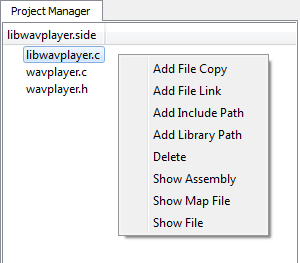 Project Manager
libwavplayer.side
libwavplayer.c
wavplayer.c
wavplayer.h
Add File Copy
Add File Link
Add Include Path
Add Library Path
Delete
Show Assembly
Show Map File
Show File